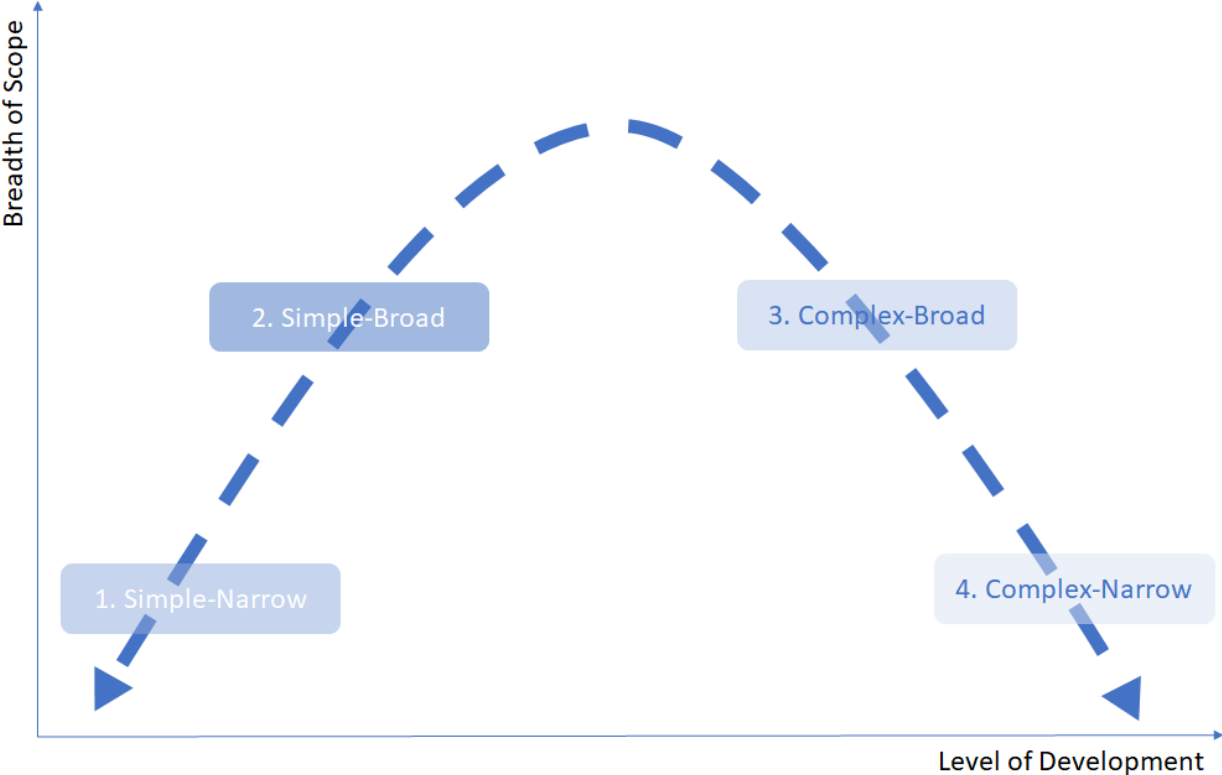 Breadth of Scope
2. Simple-Broad
3. Complex-Broad
1. Simple-Narrow
4. Complex-Narrow
Level of Development